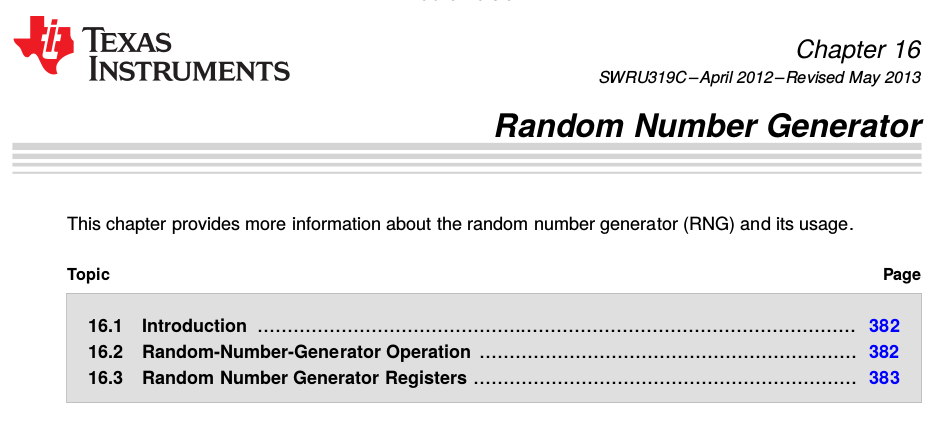 TEXAS
INSTRUMENTS
Chapter 16
SWRU319C–April 2012–Revised May 2013
Random Number Generator
This chapter provides more information about the random number generator (RNG) and its usage.
Topic Page
16.1 Introduction ................................................................................................... 382
16.2 Random-Number-Generator Operation ............................................................... 382
16.3 Random Number Generator Registers ................................................................ 383